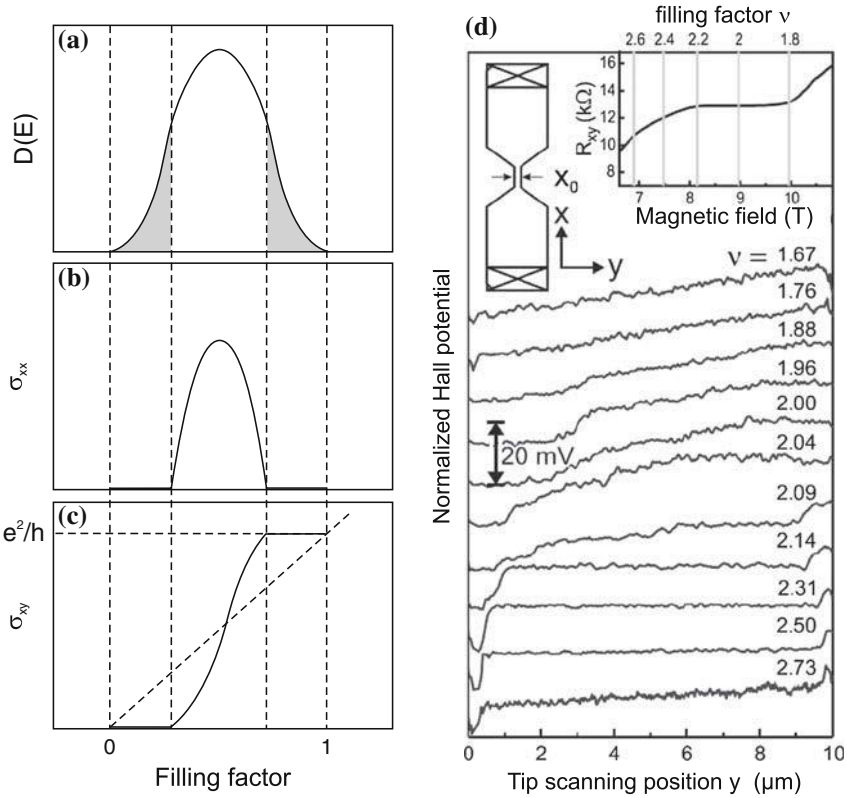 (a)
D(E)
(b)
σxx
(c)
e²/h
σxy
0 1
Filling factor
(d)
filling factor ν
2.6 2.4 2.2 2 1.8
16
14
12
10
8
Rxy (kΩ)
7 8 9 10
Magnetic field (T)
x₀
x
y
ν = 1.67
1.76
1.88
1.96
2.00
2.04
2.09
2.14
2.31
2.50
2.73
20 mV
Normalized Hall potential
0 2 4 6 8 10
Tip scanning position y (μm)